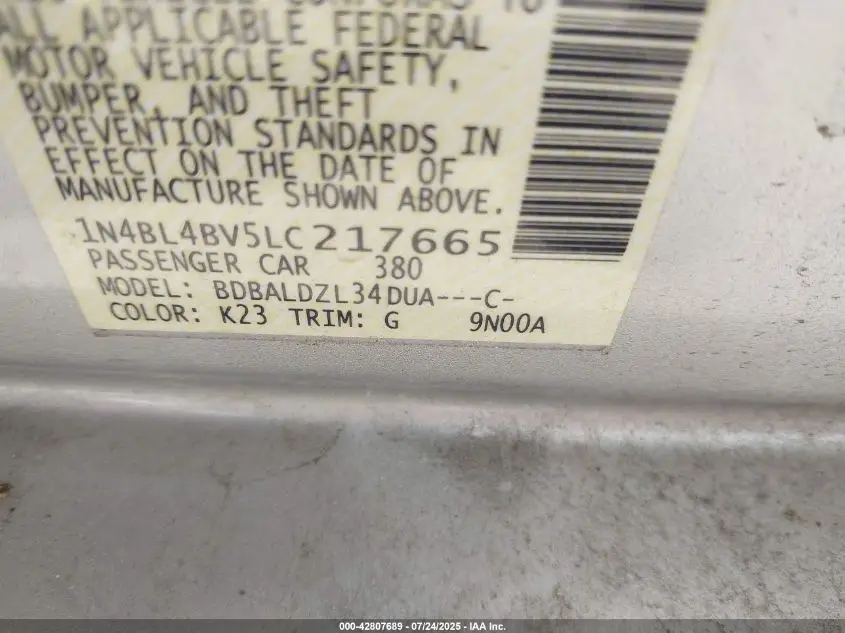 ALL APPLICABLE FEDERAL
MOTOR VEHICLE SAFETY,
BUMPER, AND THEFT
PREVENTION STANDARDS IN
EFFECT ON THE DATE OF
MANUFACTURE SHOWN ABOVE.
1N4BL4BV5LC217665
PASSENGER CAR 380
MODEL: BDBALDZL34DUA---C-
COLOR: K23 TRIM: G 9N00A
000-42807689 - 07/24/2025 - IAA Inc.